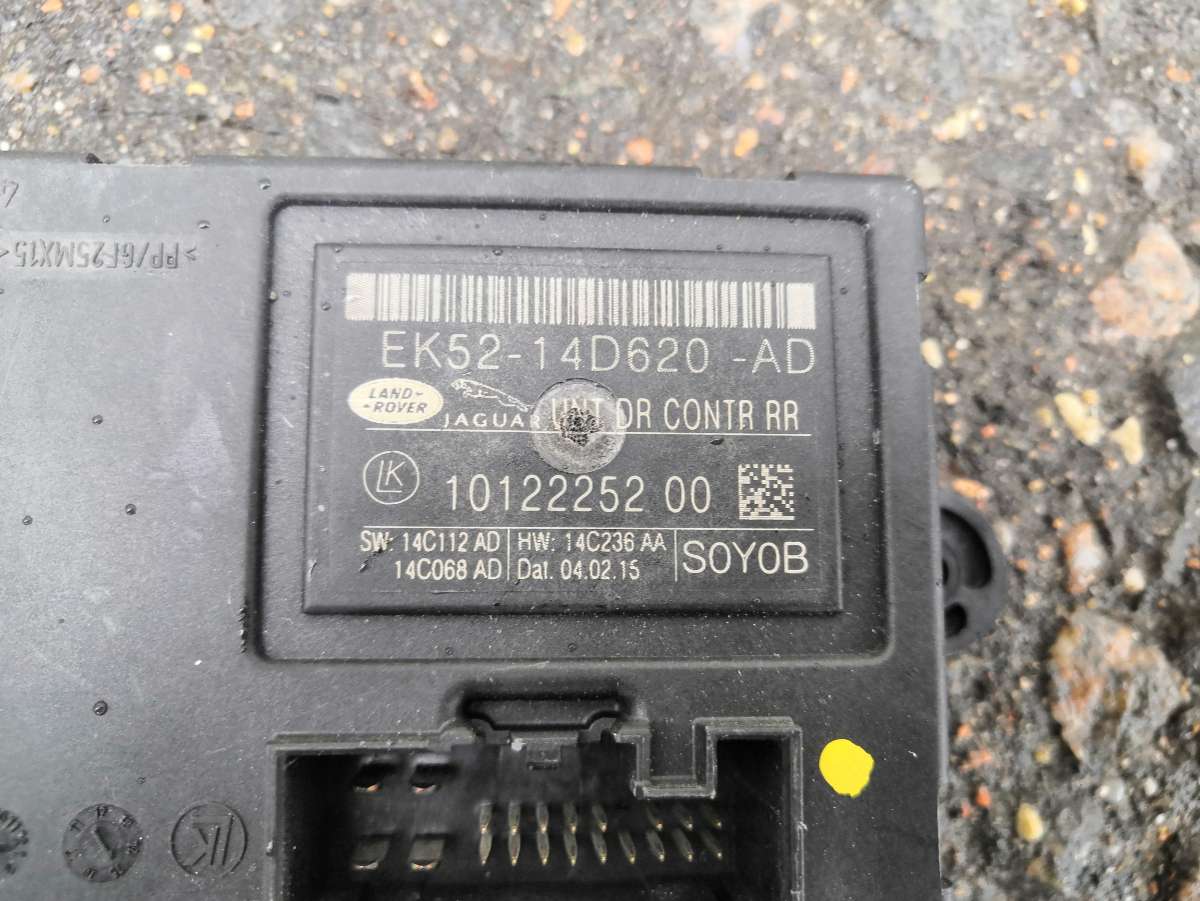 >PP/GF25MX15<
EK52-14D620 -AD
LAND-
-ROVER
JAGUAR
UNT DR CONTR RR
LK
10122252 00
SW: 14C112 AD
14C068 AD
HW: 14C236 AA
Dat. 04.02.15
SOYOB
LK